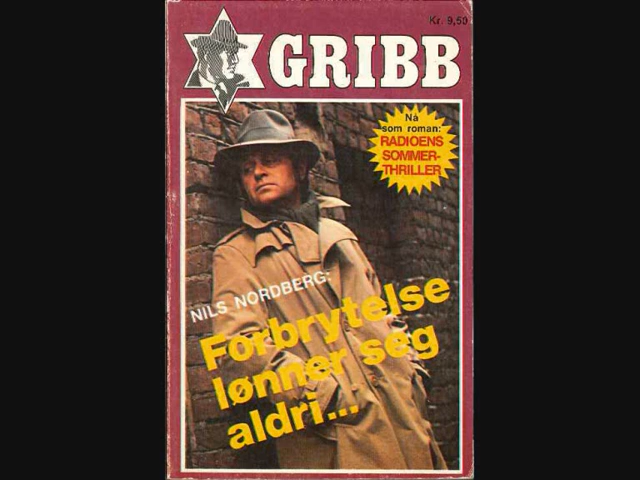 Kr. 9,50
GRIBB
Nå
som roman:
RADIOENS
SOMMER-
THRILLER
NILS NORDBERG:
Forbrytelse
lønner seg
aldri...